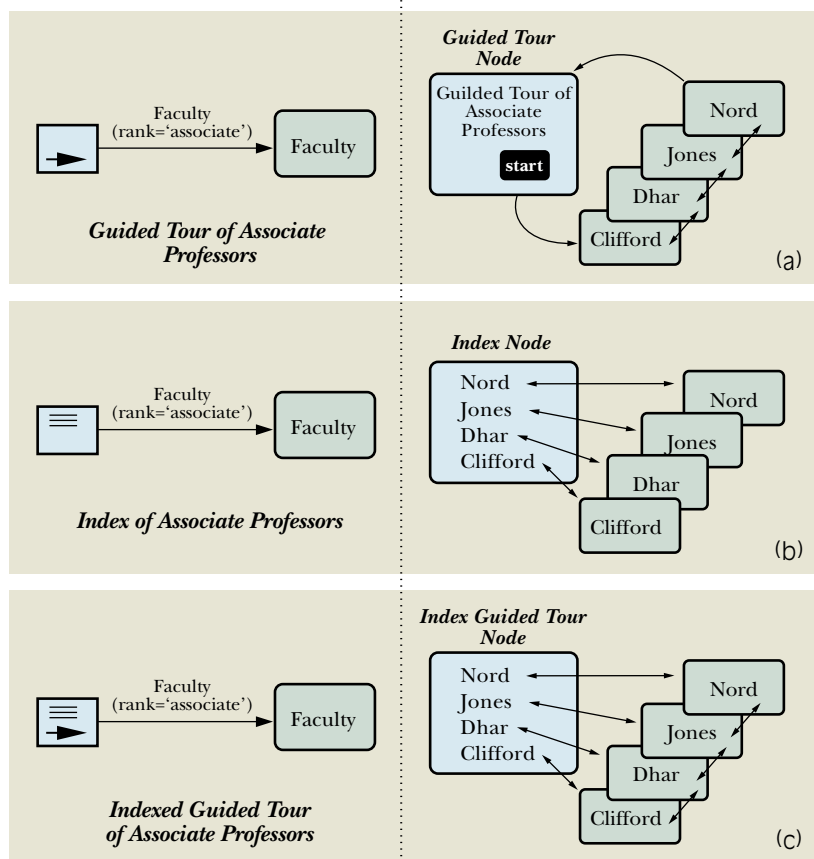 Faculty
(rank=‘associate’)
Faculty
Guided Tour of Associate
Professors
Guided Tour
Node
Guilded Tour of
Associate
Professors
start
Nord
Jones
Dhar
Clifford
(a)
Faculty
(rank=‘associate’)
Faculty
Index of Associate Professors
Index Node
Nord
Jones
Dhar
Clifford
Nord
Jones
Dhar
Clifford
(b)
Faculty
(rank=‘associate’)
Faculty
Indexed Guided Tour
of Associate Professors
Index Guided Tour
Node
Nord
Jones
Dhar
Clifford
Nord
Jones
Dhar
Clifford
(c)